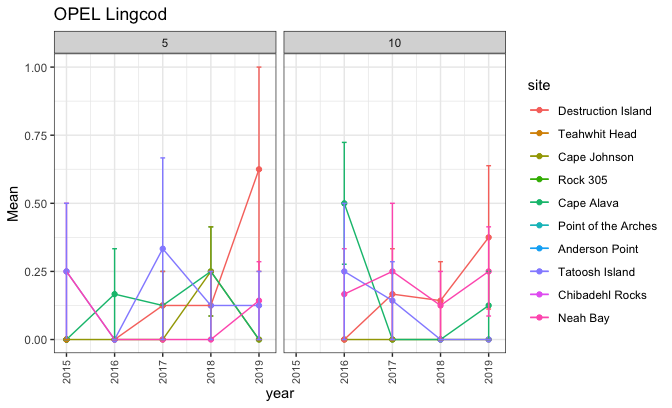 OPEL Lingcod
5
10
Mean
1.00
0.75
0.50
0.25
0.00
2015
2016
2017
2018
2019
2015
2016
2017
2018
2019
year
site
Destruction Island
Teahwhit Head
Cape Johnson
Rock 305
Cape Alava
Point of the Arches
Anderson Point
Tatoosh Island
Chibadehl Rocks
Neah Bay